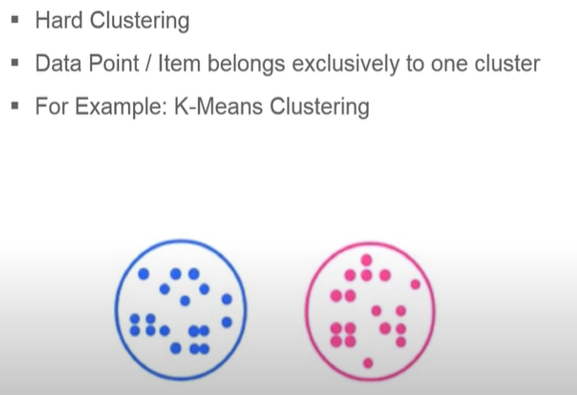 ▪ Hard Clustering
▪ Data Point / Item belongs exclusively to one cluster
▪ For Example: K-Means Clustering